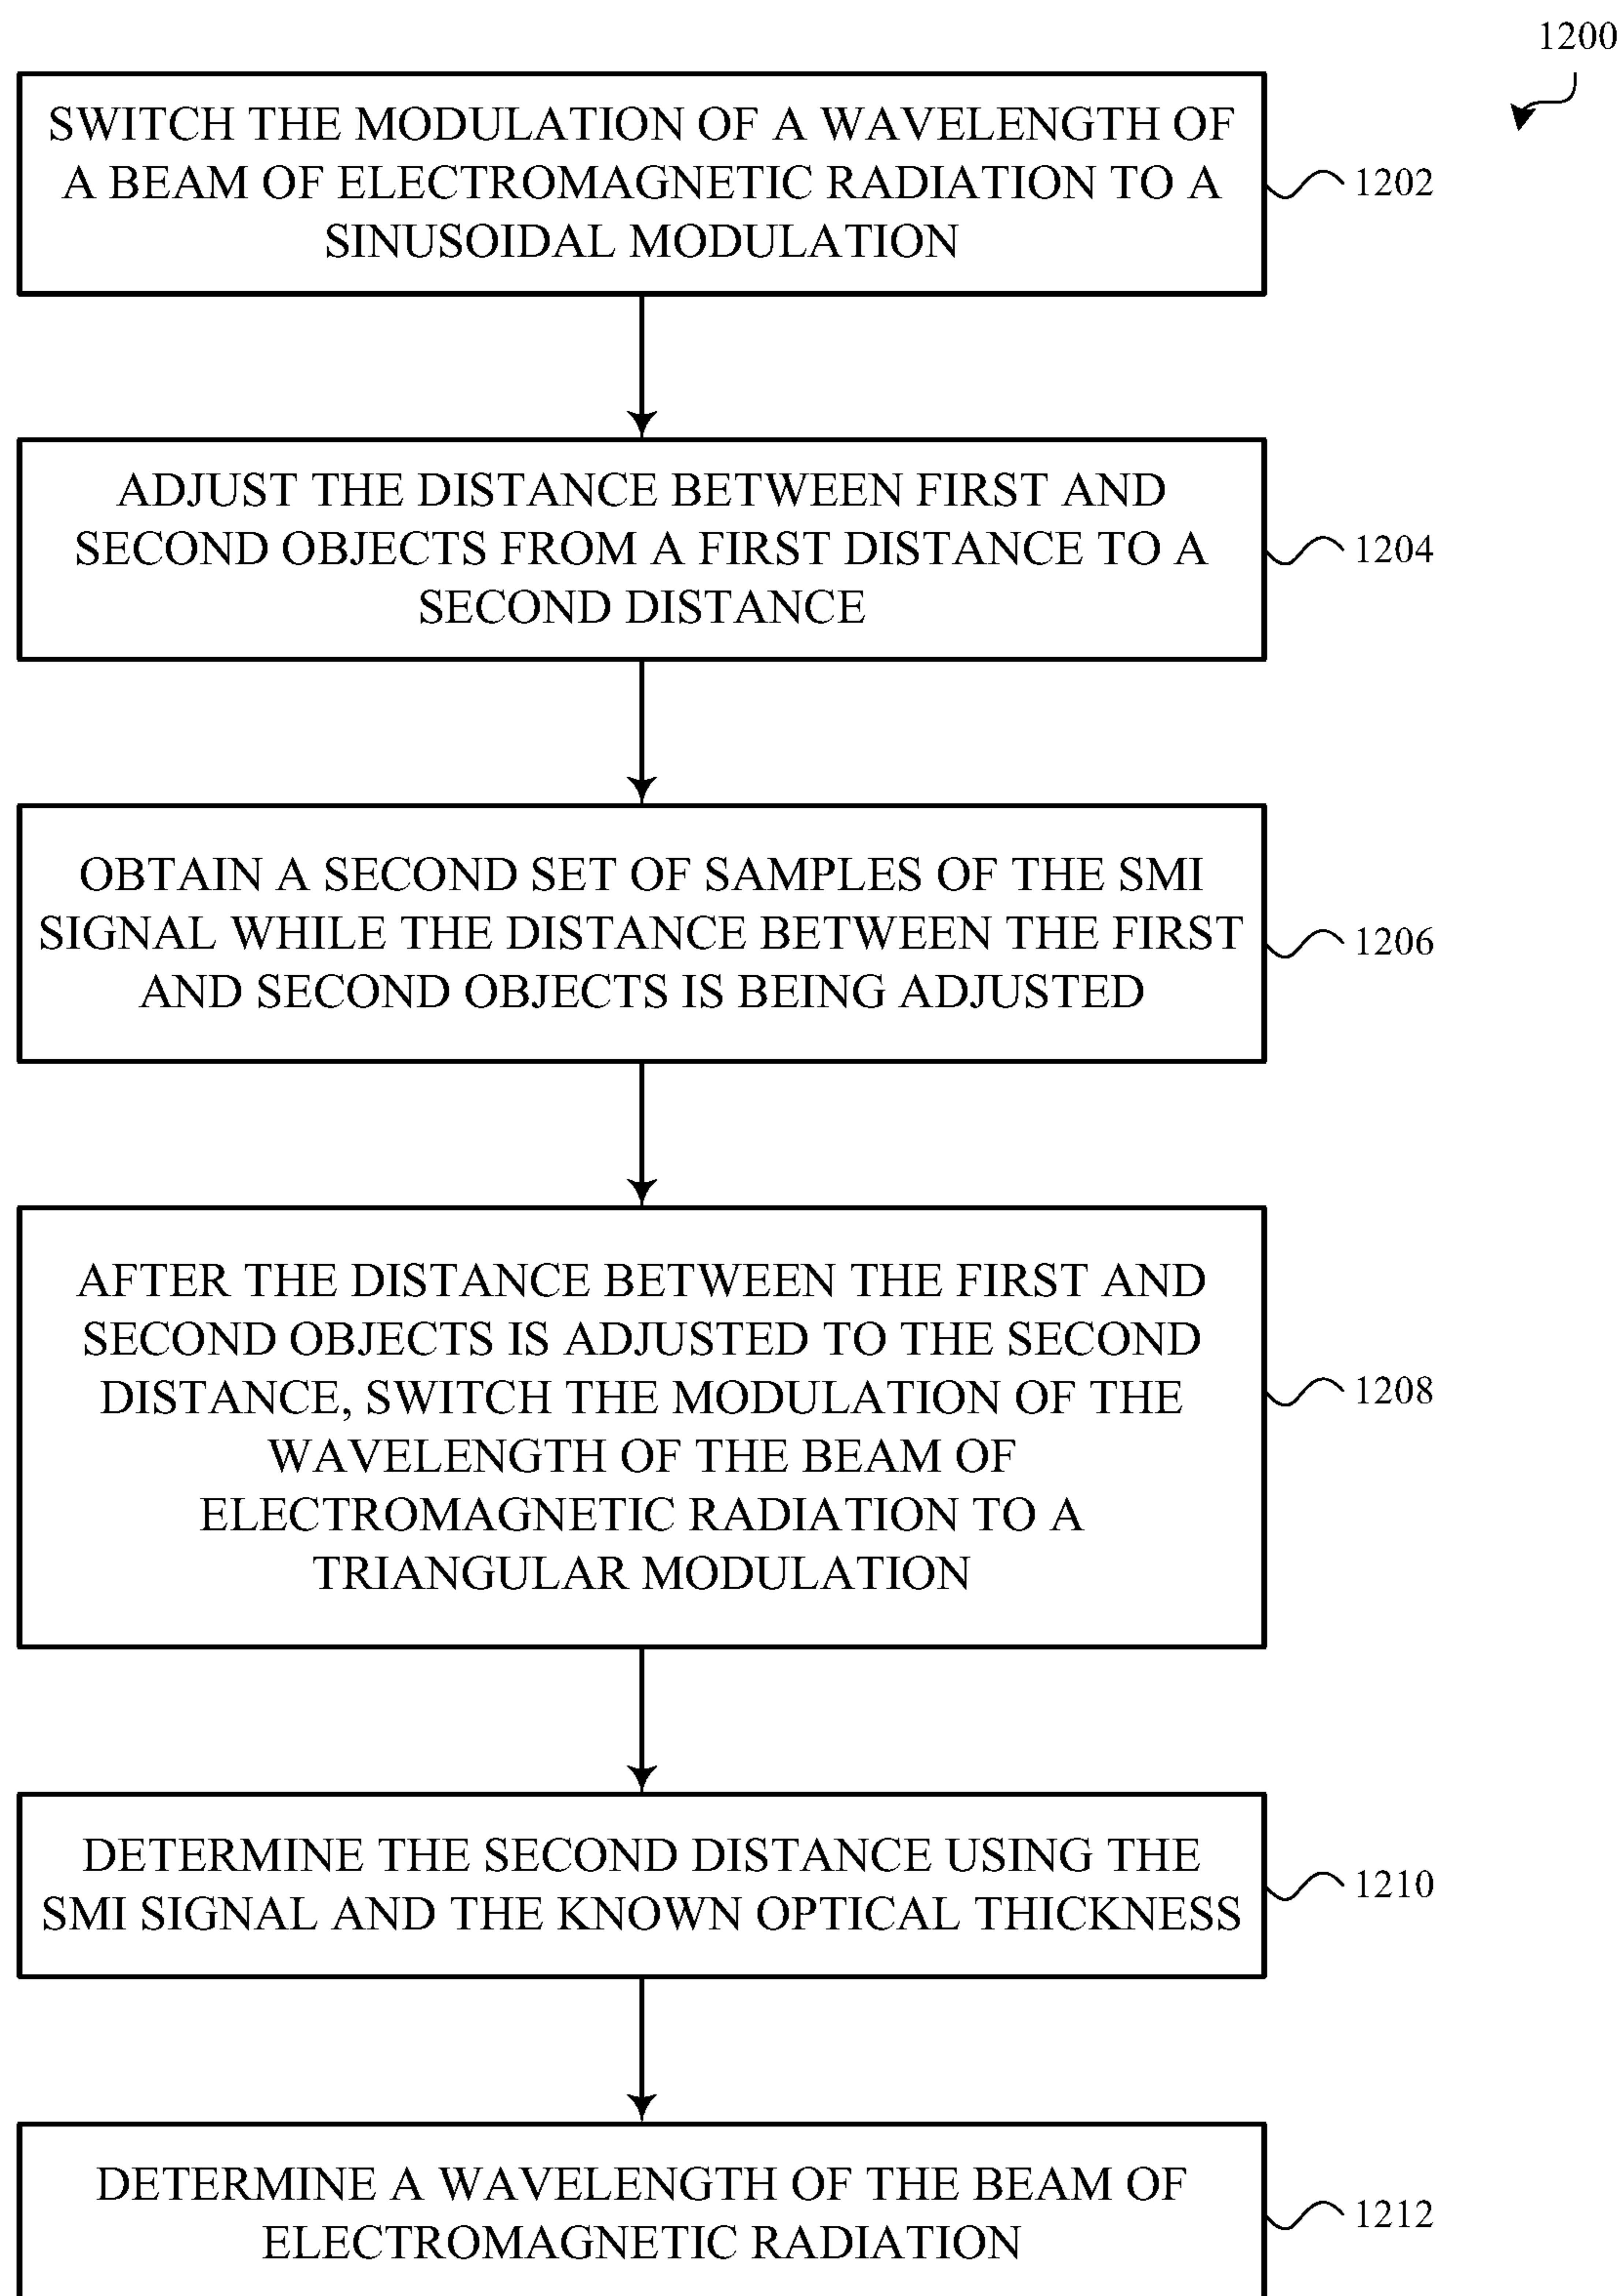 1200
SWITCH THE MODULATION OF A WAVELENGTH OF
A BEAM OF ELECTROMAGNETIC RADIATION TO A
SINUSOIDAL MODULATION
1202
ADJUST THE DISTANCE BETWEEN FIRST AND
SECOND OBJECTS FROM A FIRST DISTANCE TO A
SECOND DISTANCE
1204
OBTAIN A SECOND SET OF SAMPLES OF THE SMI
SIGNAL WHILE THE DISTANCE BETWEEN THE FIRST
AND SECOND OBJECTS IS BEING ADJUSTED
1206
AFTER THE DISTANCE BETWEEN THE FIRST AND
SECOND OBJECTS IS ADJUSTED TO THE SECOND
DISTANCE, SWITCH THE MODULATION OF THE
WAVELENGTH OF THE BEAM OF
ELECTROMAGNETIC RADIATION TO A
TRIANGULAR MODULATION
1208
DETERMINE THE SECOND DISTANCE USING THE
SMI SIGNAL AND THE KNOWN OPTICAL THICKNESS
1210
DETERMINE A WAVELENGTH OF THE BEAM OF
ELECTROMAGNETIC RADIATION
1212